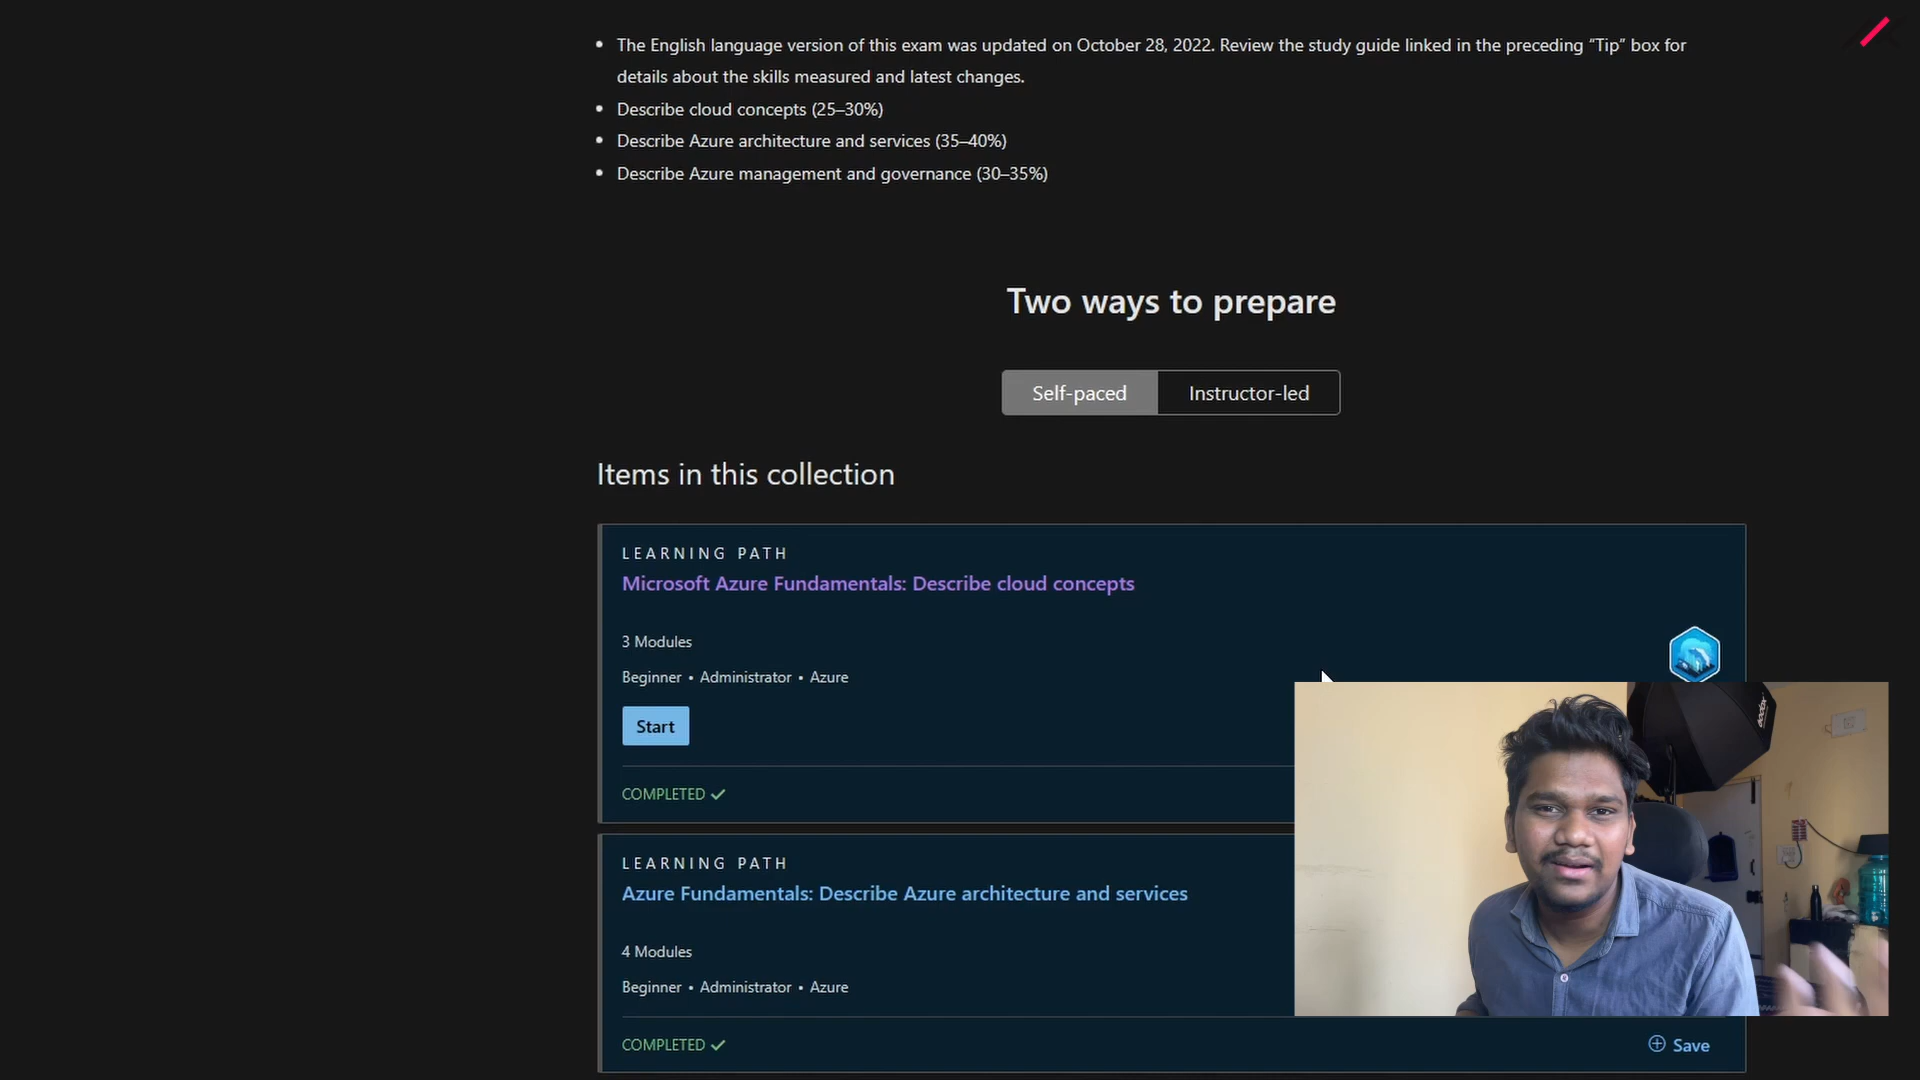 The English language version of this exam was updated on October 28, 2022. Review the study guide linked in the preceding “Tip” box for
details about the skills measured and latest changes.
Describe cloud concepts (25–30%)
Describe Azure architecture and services (35–40%)
Describe Azure management and governance (30–35%)
Two ways to prepare
Self-paced
Instructor-led
Items in this collection
LEARNING PATH
Microsoft Azure Fundamentals: Describe cloud concepts
3 Modules
Beginner • Administrator • Azure
Start
COMPLETED
LEARNING PATH
Azure Fundamentals: Describe Azure architecture and services
4 Modules
Beginner • Administrator • Azure
COMPLETED
Save